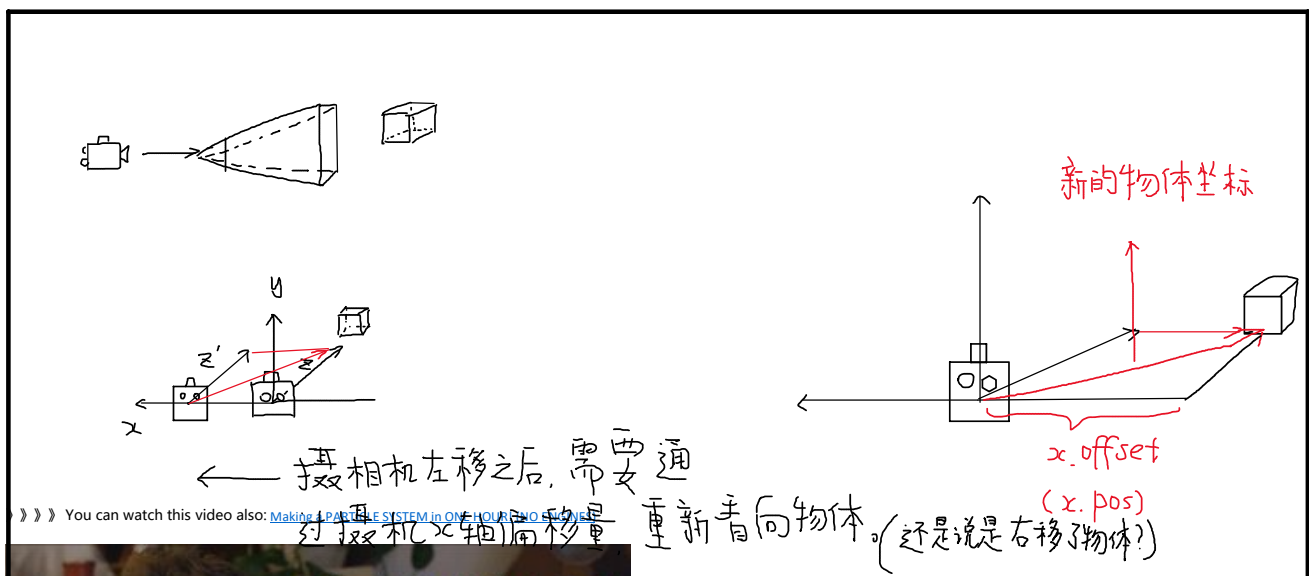 新的物体坐标
y
z'
z
x
x.offset
(x.pos)
摄相机左移之后,需要通
过摄机x轴偏移量,重新看向物体。(还是说是右移了物体?)
》》》》You can watch this video also: Making a PARTICLE SYSTEM in ONE HOUR! (NO ENGINES)